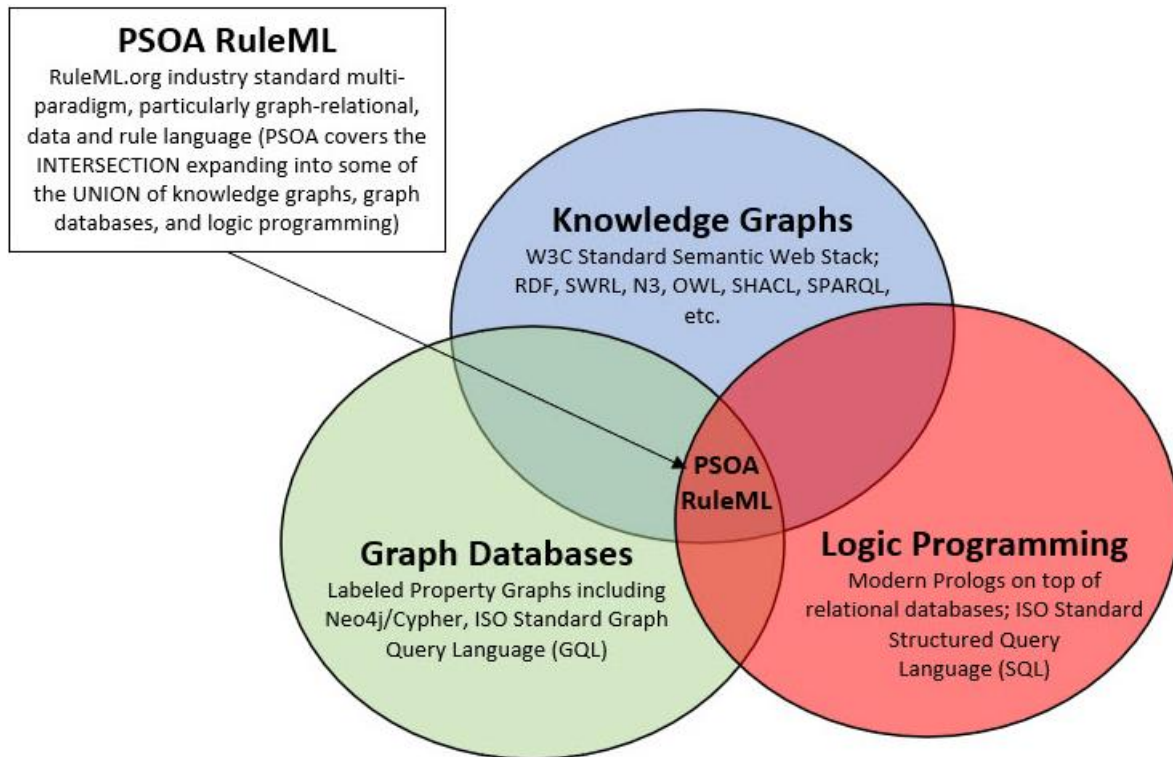 PSOA RuleML
RuleML.org industry standard multi-
paradigm, particularly graph-relational,
data and rule language (PSOA covers the
INTERSECTION expanding into some of
the UNION of knowledge graphs, graph
databases, and logic programming)
Knowledge Graphs
W3C Standard Semantic Web Stack;
RDF, SWRL, N3, OWL, SHACL, SPARQL,
etc.
PSOA
RuleML
Graph Databases
Labeled Property Graphs including
Neo4j/Cypher, ISO Standard Graph
Query Language (GQL)
Logic Programming
Modern Prologs on top of
relational databases; ISO Standard
Structured Query
Language (SQL)